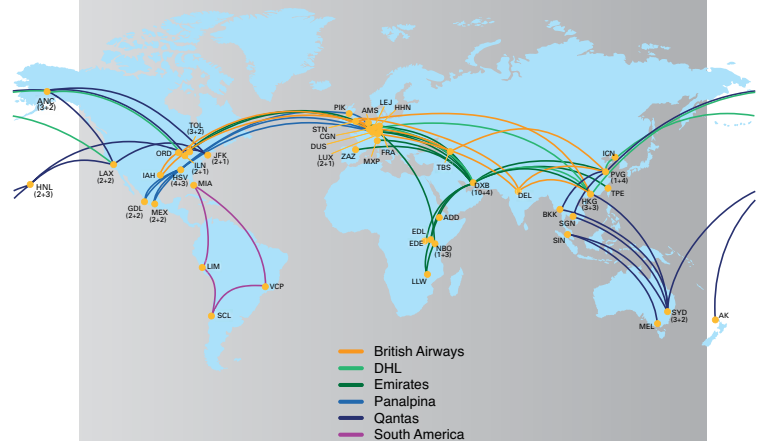 ANC
(3+2)
HNL
(2+3)
LAX
(2+2)
TOL
(3+2)
ORD
JFK
(2+1)
ILN
(2+1)
IAH
HSV
(4+3)
MIA
GDL
(2+2)
MEX
(2+2)
LIM
VCP
SCL
PIK
AMS
LEJ
HHN
STN
CGN
DUS
LUX
(2+1)
ZAZ
MXP
FRA
TBS
DXB
(10+4)
ADD
EDL
EDE
NBO
(1+3)
LLW
DEL
ICN
PVG
(1+4)
TPE
HKG
(3+3)
BKK
SGN
SIN
SYD
(3+2)
MEL
AK
British Airways
DHL
Emirates
Panalpina
Qantas
South America